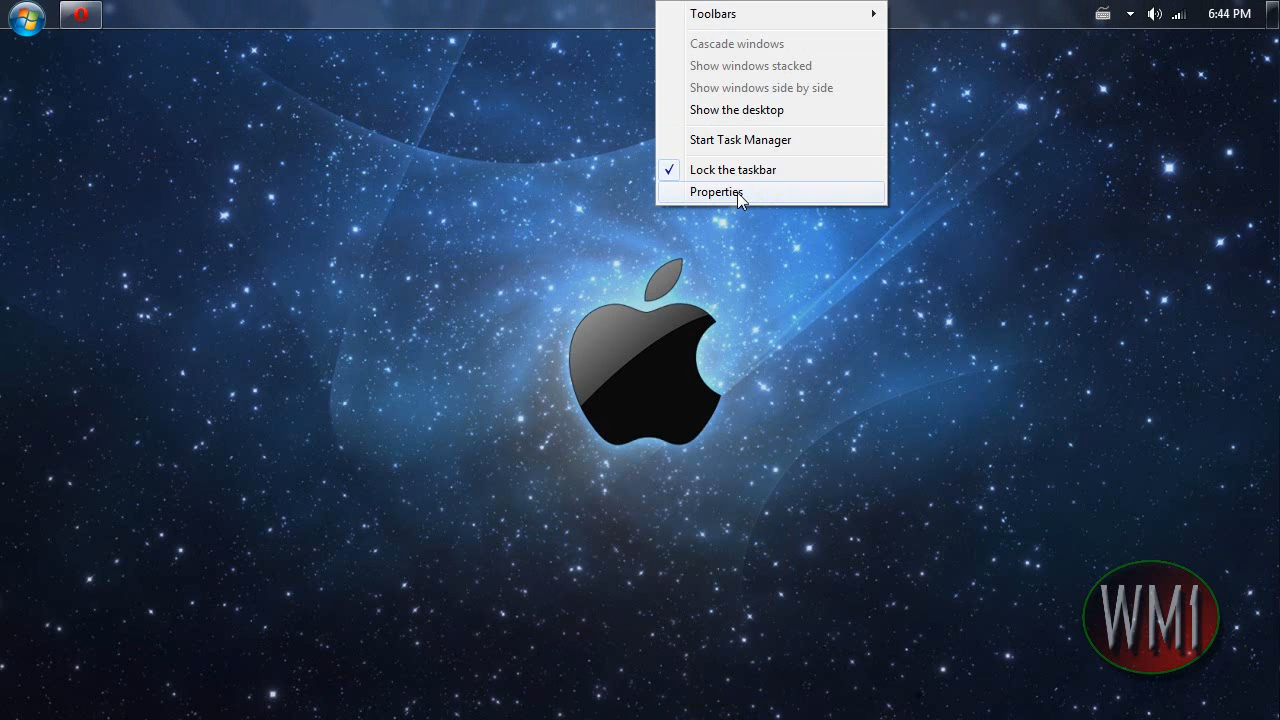 Toolbars
6:44 PM
Cascade windows
Show windows stacked
Show windows side by side
Show the desktop
Start Task Manager
Lock the taskbar
Properties
WM1